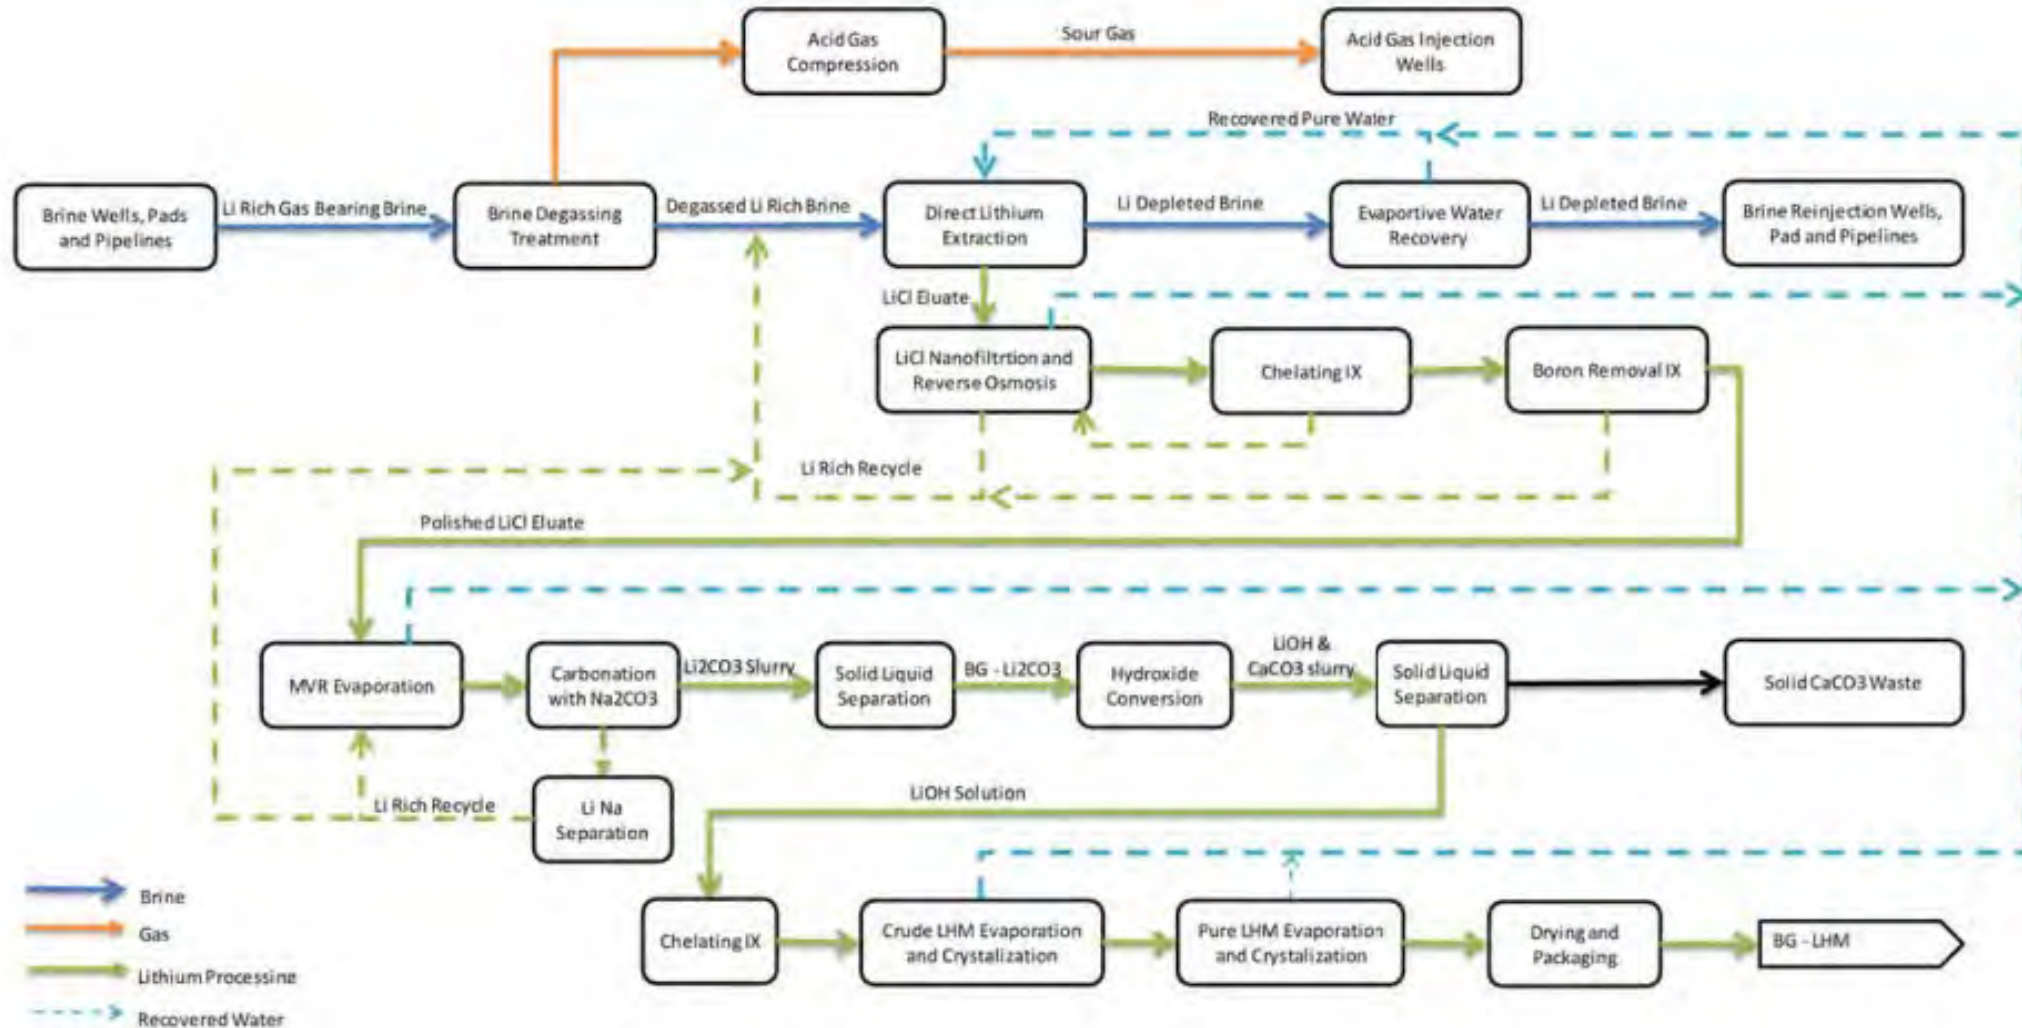 Acid Gas
Compression
Sour Gas
Acid Gas Injection
Wells
Recovered Pure Water
Brine Wells, Pads
and Pipelines
Li Rich Gas Bearing Brine
Brine Degassing
Treatment
Degassed Li Rich Brine
Direct Lithium
Extraction
Li Depleted Brine
Evaportive Water
Recovery
Li Depleted Brine
Brine Reinjection Wells,
Pad and Pipelines
LiCl Eluate
LiCl Nanofiltrtion and
Reverse Osmosis
Chelating IX
Boron Removal IX
Li Rich Recycle
Polished LiCl Eluate
MVR Evaporation
Carbonation
with Na2CO3
Li2CO3 Slurry
Solid Liquid
Separation
BG - Li2CO3
Hydroxide
Conversion
LiOH &
CaCO3 slurry
Solid Liquid
Separation
Solid CaCO3 Waste
Li Rich Recycle
Li Na
Separation
LiOH Solution
Chelating IX
Crude LHM Evaporation
and Crystalization
Pure LHM Evaporation
and Crystalization
Drying and
Packaging
BG - LHM
Brine
Gas
Lithium Processing
Recovered Water